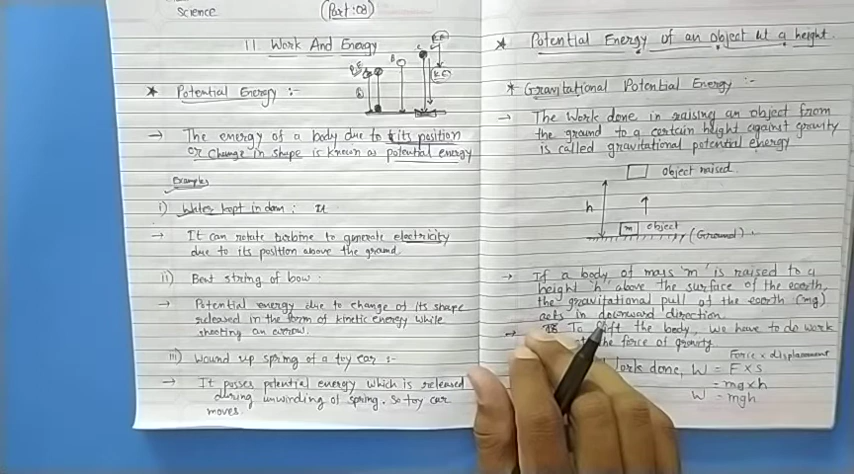 Science
(Part:08)
11. Work And Energy
* Potential Energy :-
→ The energy of a body due to its position
or change in shape is known as potential energy
Examples
i) Water kept in dam:
→ It can rotate turbine to generate electricity
due to its position above the ground.
ii) Bent string of bow:
→ Potential energy due to change of its shape
released in the form of kinetic energy while
shooting an arrow.
iii) Wound up spring of a toy car :-
→ It posses potential energy which is released
during unwinding of spring. So toy car
moves.
* Potential Energy of an object at a height.
* Gravitational Potential Energy :-
→ The Work done in raising an object from
the ground to a certain height against gravity
is called gravitational potential energy
object raised.
h
m object
(Ground)
→ If a body of mass 'm' is raised to a
height 'h' above the surface of the earth,
the gravitational pull of the earth (mg)
acts in downward direction.
→ To lift the body, we have to do work
the force of gravity.
Force × displacement
Work done, W = F × s
= mg × h
W = mgh